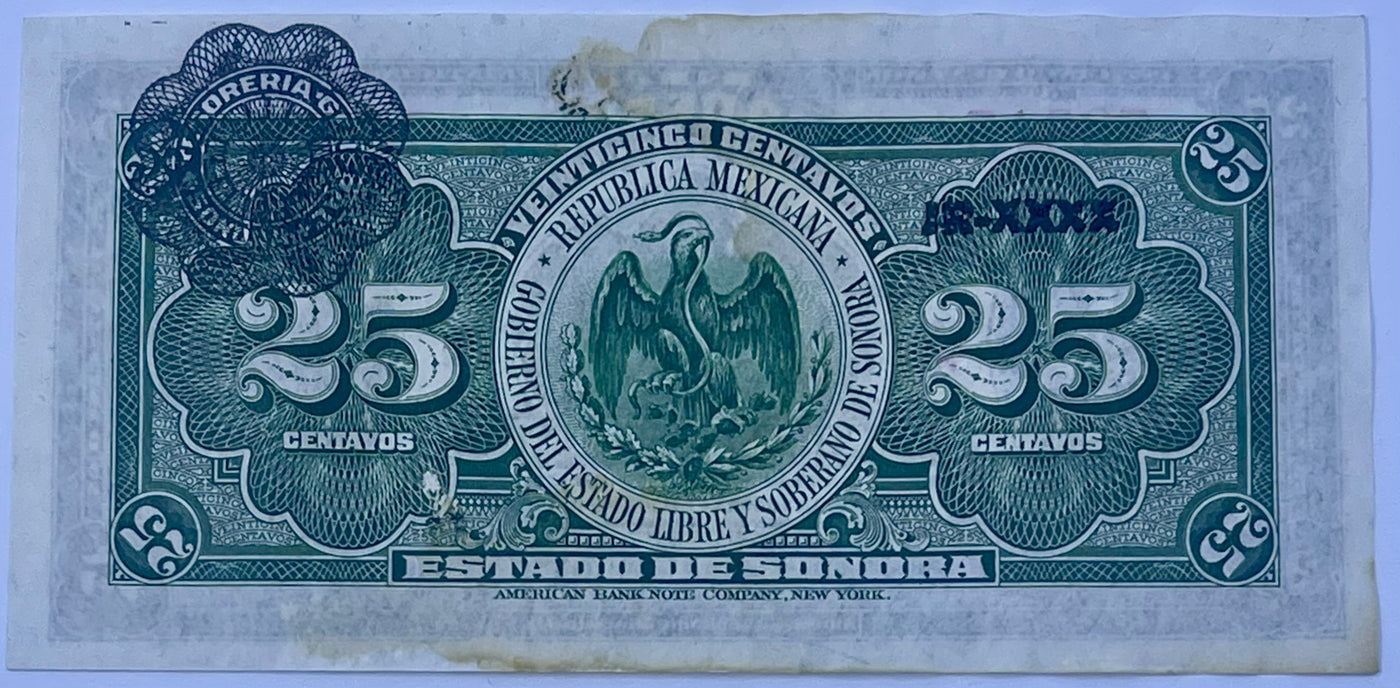 ORERIA G
25
VEINTICINCO CENTAVOS
REPUBLICA MEXICANA
GOBIERNO DEL ESTADO LIBRE Y SOBERANO DE SONORA
25 25
CENTAVOS CENTAVOS
25 25
ESTADO DE SONORA
AMERICAN BANK NOTE COMPANY, NEW YORK.